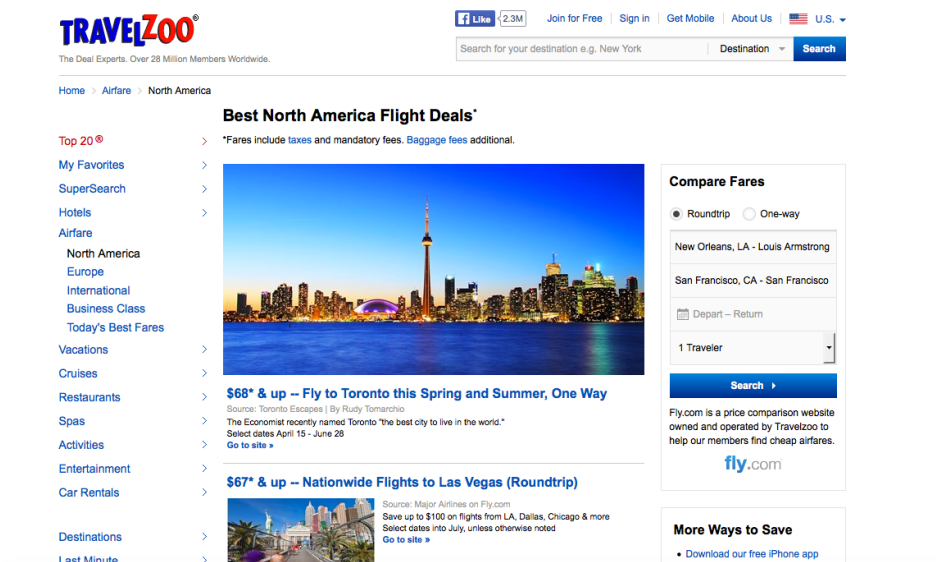 TRAVELZOO®
The Deal Experts. Over 28 Million Members Worldwide.
Like 2.3M
Join for Free Sign in Get Mobile About Us U.S.
Search for your destination e.g. New York Destination Search
Home Airfare North America
Top 20®
My Favorites
SuperSearch
Hotels
Airfare
North America
Europe
International
Business Class
Today's Best Fares
Vacations
Cruises
Restaurants
Spas
Activities
Entertainment
Car Rentals
Destinations
Last Minute
Best North America Flight Deals*
*Fares include taxes and mandatory fees. Baggage fees additional.
$68* & up -- Fly to Toronto this Spring and Summer, One Way
Source: Toronto Escapes | By Rudy Tomarchio
The Economist recently named Toronto "the best city to live in the world."
Select dates April 15 - June 28
Go to site »
$67* & up -- Nationwide Flights to Las Vegas (Roundtrip)
Source: Major Airlines on Fly.com
Save up to $100 on flights from LA, Dallas, Chicago & more
Select dates into July, unless otherwise noted
Go to site »
Compare Fares
Roundtrip One-way
New Orleans, LA - Louis Armstrong
San Francisco, CA - San Francisco
Depart – Return
1 Traveler
Search
Fly.com is a price comparison website
owned and operated by Travelzoo to
help our members find cheap airfares.
fly.com
More Ways to Save
• Download our free iPhone app